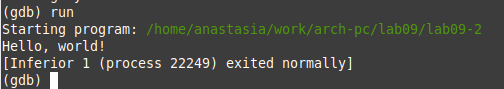 (gdb) run
Starting program: /home/anastasia/work/arch-pc/lab09/lab09-2
Hello, world!
[Inferior 1 (process 22249) exited normally]
(gdb)